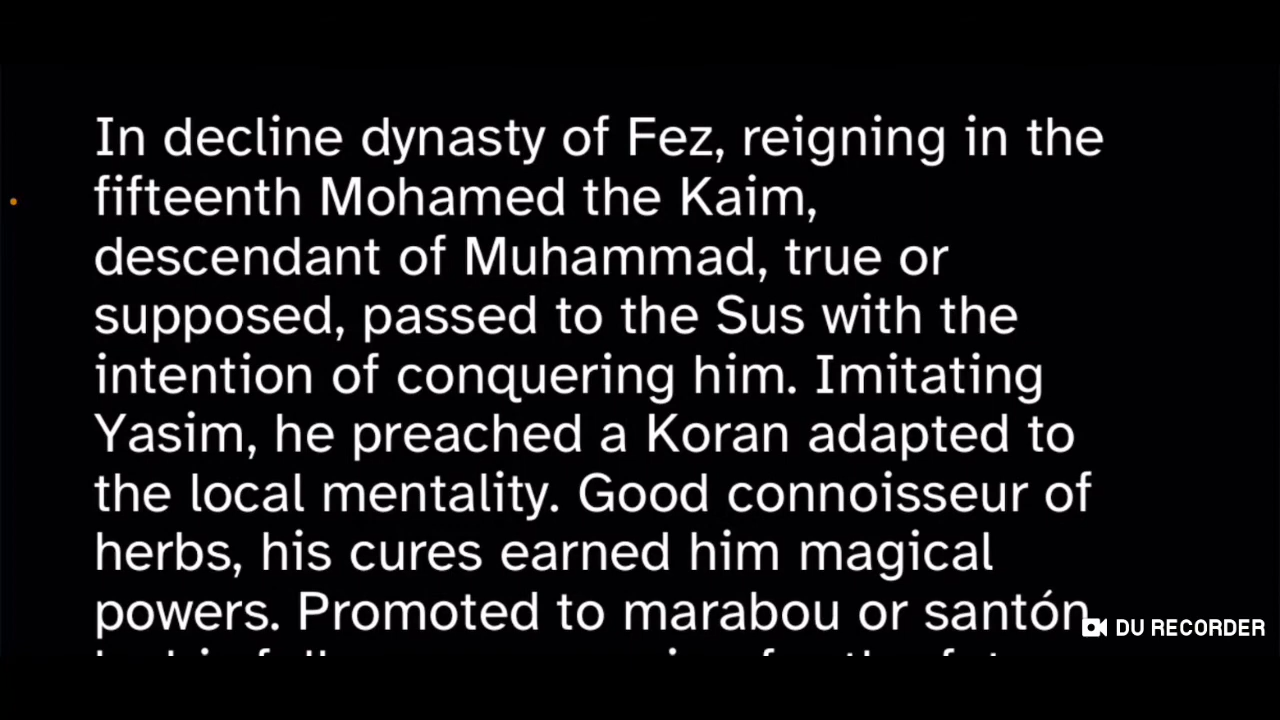 In decline dynasty of Fez, reigning in the
fifteenth Mohamed the Kaim,
descendant of Muhammad, true or
supposed, passed to the Sus with the
intention of conquering him. Imitating
Yasim, he preached a Koran adapted to
the local mentality. Good connoisseur of
herbs, his cures earned him magical
powers. Promoted to marabou or santón
DU RECORDER